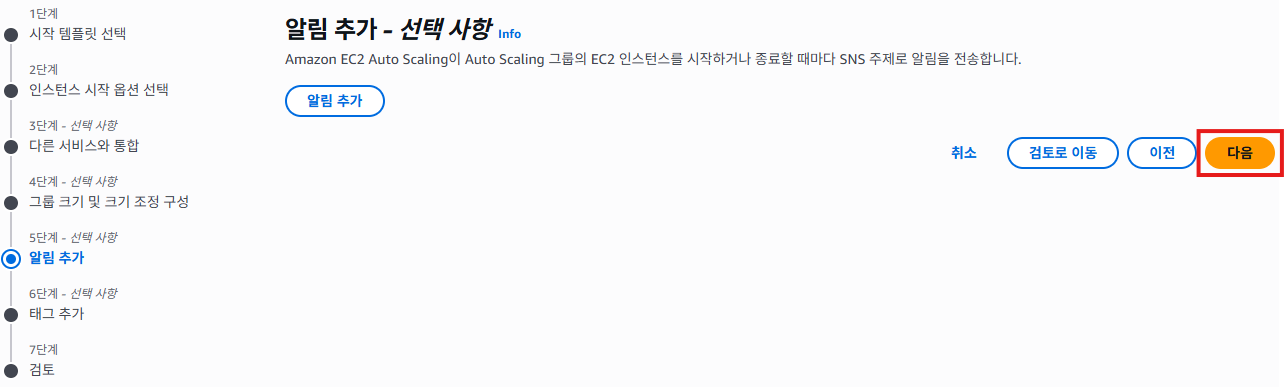 1단계
시작 템플릿 선택
2단계
인스턴스 시작 옵션 선택
3단계 - 선택 사항
다른 서비스와 통합
4단계 - 선택 사항
그룹 크기 및 크기 조정 구성
5단계 - 선택 사항
알림 추가
6단계 - 선택 사항
태그 추가
7단계
검토
알림 추가 - 선택 사항 Info
Amazon EC2 Auto Scaling이 Auto Scaling 그룹의 EC2 인스턴스를 시작하거나 종료할 때마다 SNS 주제로 알림을 전송합니다.
알림 추가
취소 검토로 이동 이전 다음